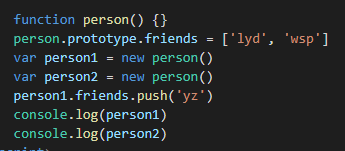 function person() {}
person.prototype.friends = ['lyd', 'wsp']
var person1 = new person()
var person2 = new person()
person1.friends.push('yz')
console.log(person1)
console.log(person2)